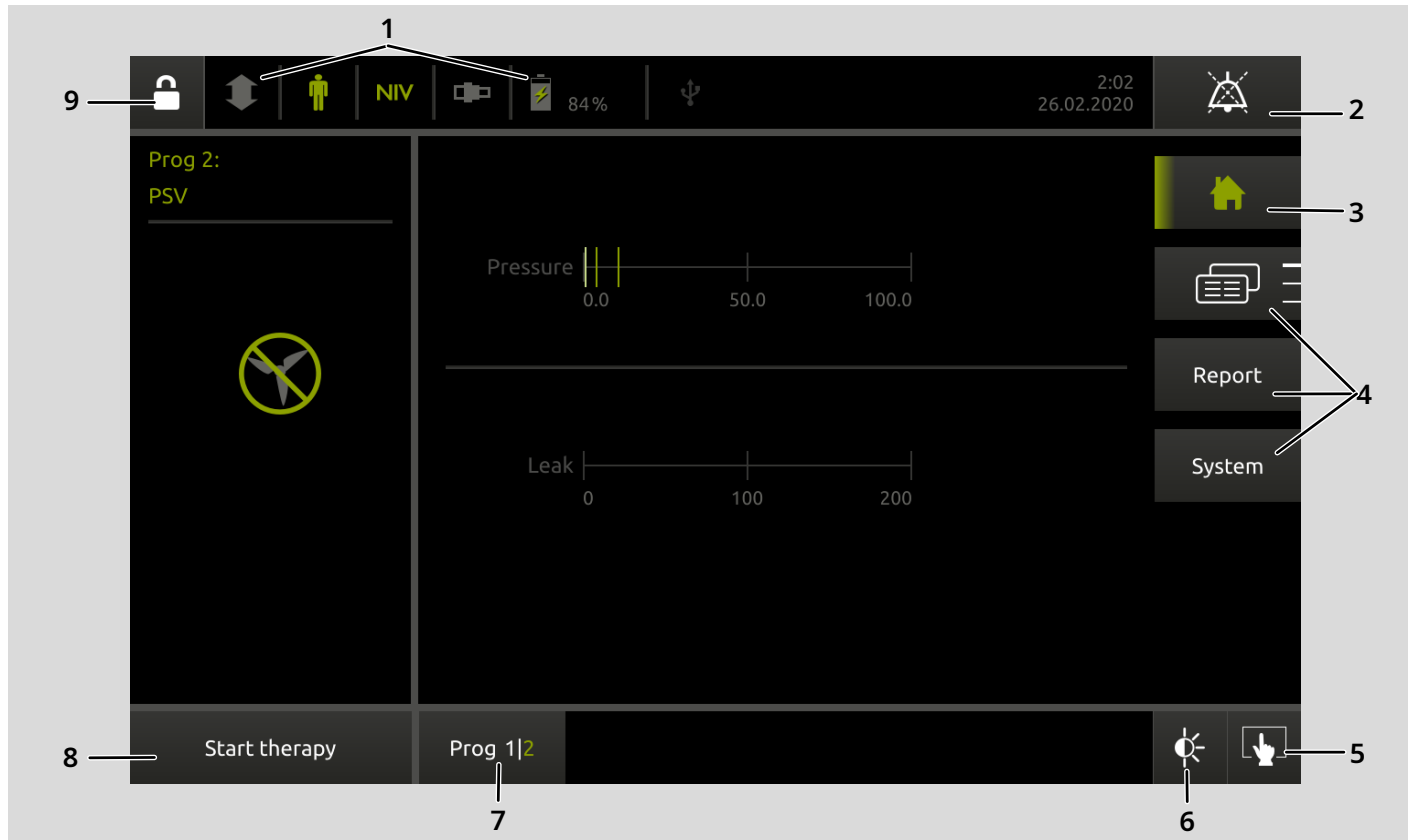 1
9
NIV
84%
2:02
26.02.2020
2
Prog 2:
PSV
3
Pressure
0.0 50.0 100.0
Report
4
Leak
0 100 200
System
8
Start therapy
Prog 1|2
5
7
6